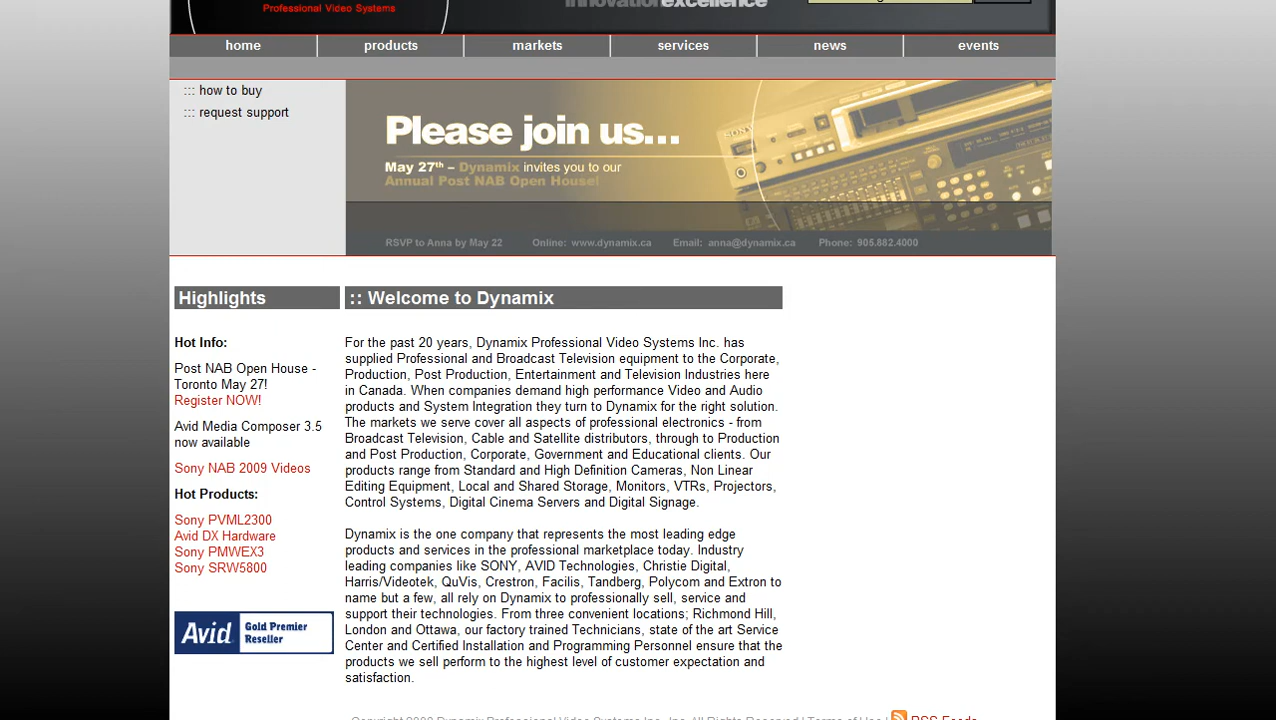 Professional Video Systems
innovationexcellence
home products markets services news events
::: how to buy
::: request support
SONY
Please join us...
May 27th – Dynamix invites you to our
Annual Post NAB Open House!
RSVP to Anna by May 22 Online: www.dynamix.ca Email: anna@dynamix.ca Phone: 905.882.4000
Highlights
Hot Info:
Post NAB Open House -
Toronto May 27!
Register NOW!
Avid Media Composer 3.5
now available
Sony NAB 2009 Videos
Hot Products:
Sony PVML2300
Avid DX Hardware
Sony PMWEX3
Sony SRW5800
Avid Gold Premier
Reseller
:: Welcome to Dynamix
For the past 20 years, Dynamix Professional Video Systems Inc. has
supplied Professional and Broadcast Television equipment to the Corporate,
Production, Post Production, Entertainment and Television Industries here
in Canada. When companies demand high performance Video and Audio
products and System Integration they turn to Dynamix for the right solution.
The markets we serve cover all aspects of professional electronics - from
Broadcast Television, Cable and Satellite distributors, through to Production
and Post Production, Corporate, Government and Educational clients. Our
products range from Standard and High Definition Cameras, Non Linear
Editing Equipment, Local and Shared Storage, Monitors, VTRs, Projectors,
Control Systems, Digital Cinema Servers and Digital Signage.
Dynamix is the one company that represents the most leading edge
products and services in the professional marketplace today. Industry
leading companies like SONY, AVID Technologies, Christie Digital,
Harris/Videotek, QuVis, Crestron, Facilis, Tandberg, Polycom and Extron to
name but a few, all rely on Dynamix to professionally sell, service and
support their technologies. From three convenient locations; Richmond Hill,
London and Ottawa, our factory trained Technicians, state of the art Service
Center and Certified Installation and Programming Personnel ensure that the
products we sell perform to the highest level of customer expectation and
satisfaction.
Dynamix Professional Video Systems Inc. All Rights Reserved | Terms of Use | RSS Feeds